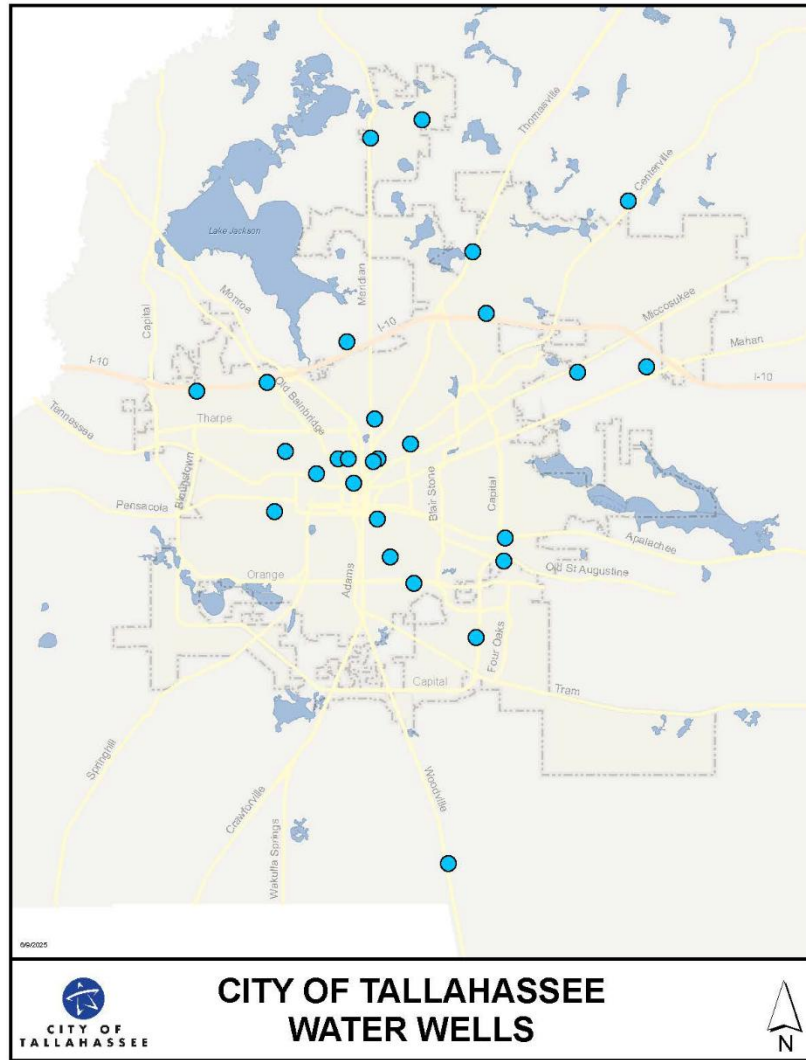 Thomasville
Centerville
Lake Jackson
Meridian
Monroe
Capital
I-10
Miccosukee
Mahan
I-10
I-10
Old Bainbridge
Tharpe
Tennessee
Blountstown
Pensacola
Blair Stone
Capital
Apalachee
Old St Augustine
Orange
Adams
Four Oaks
Capital
Tram
Springhill
Crawforville
Wakulla Springs
Woodville
6/9/2025
CITY OF
TALLAHASSEE
CITY OF TALLAHASSEE
WATER WELLS
N